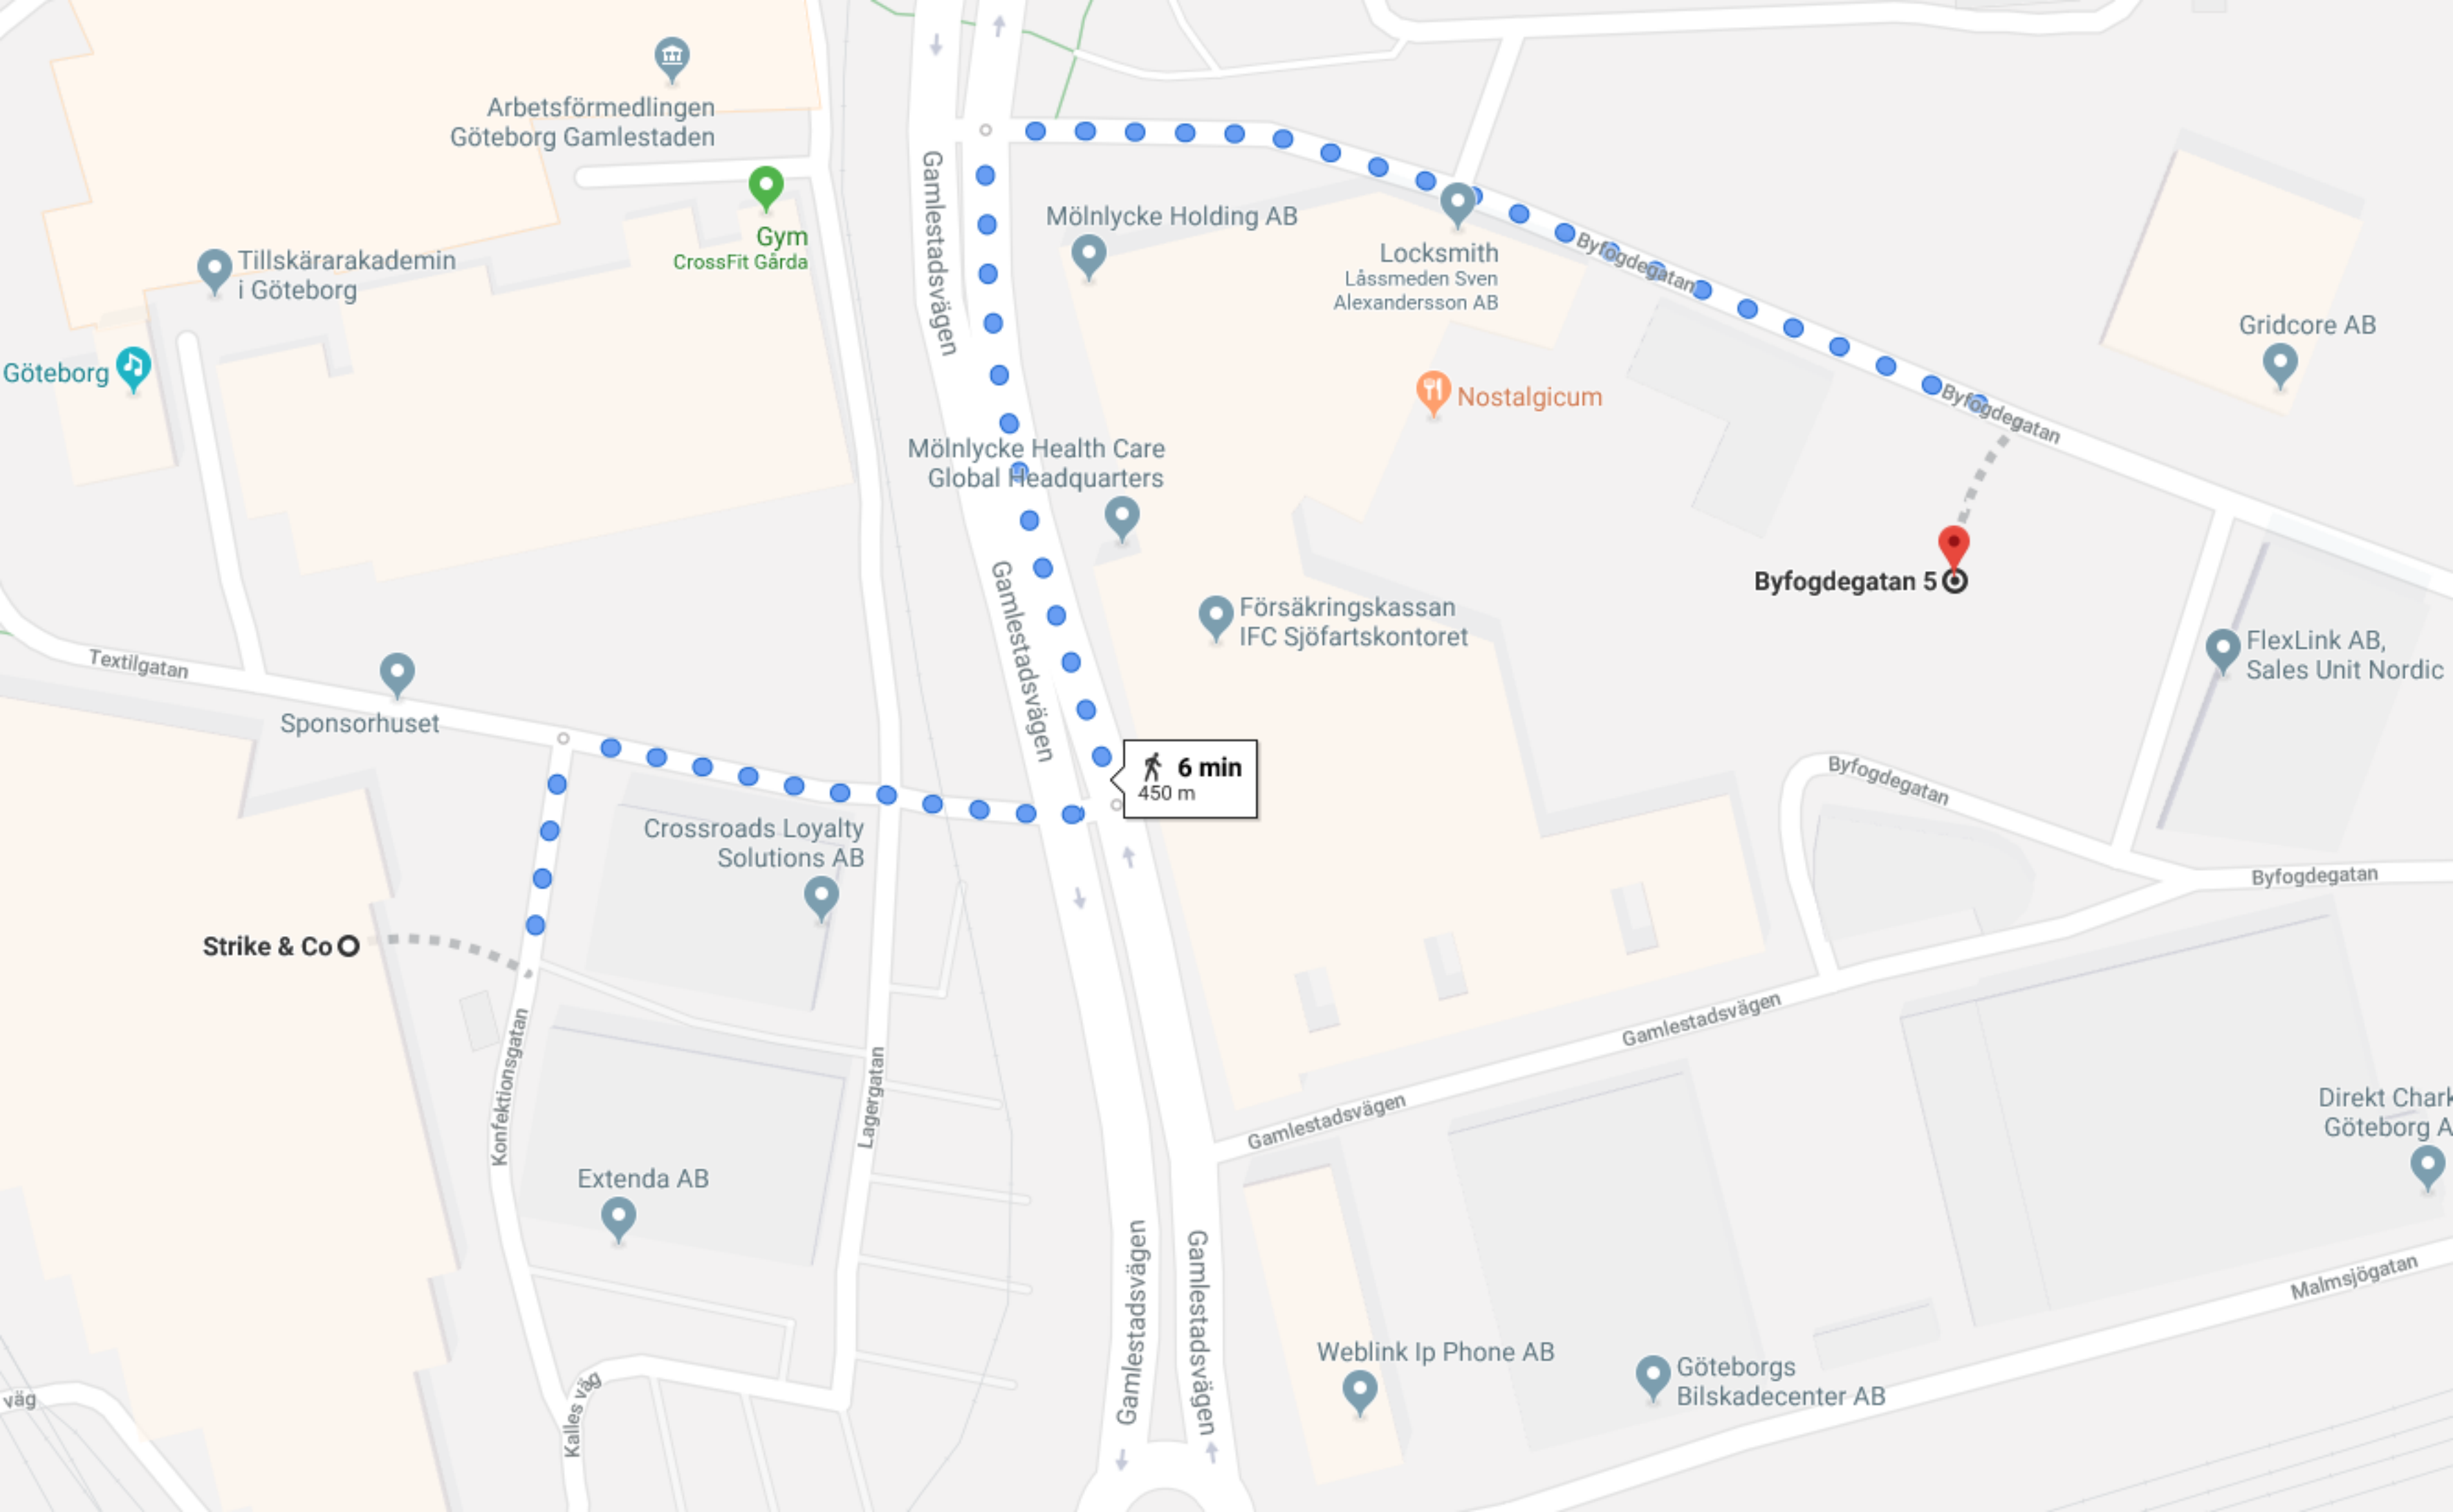 Arbetsförmedlingen
Göteborg Gamlestaden
Gym
CrossFit Gårda
Tillskärarakademin
i Göteborg
Göteborg
Gamlestadsvägen
Mölnlycke Holding AB
Locksmith
Låssmeden Sven
Alexandersson AB
Byfogdegatan
Gridcore AB
Nostalgicum
Byfogdegatan
Mölnlycke Health Care
Global Headquarters
Byfogdegatan 5
Försäkringskassan
IFC Sjöfartskontoret
FlexLink AB,
Sales Unit Nordic
Gamlestadsvägen
Textilgatan
Sponsorhuset
6 min
450 m
Byfogdegatan
Crossroads Loyalty
Solutions AB
Byfogdegatan
Strike & Co
Gamlestadsvägen
Konfektionsgatan
Lagergatan
Gamlestadsvägen
Direkt Chark
Göteborg A
Extenda AB
Gamlestadsvägen
Gamlestadsvägen
Malmsjögatan
Weblink Ip Phone AB
Göteborgs
Bilskadecenter AB
väg
Kalles väg